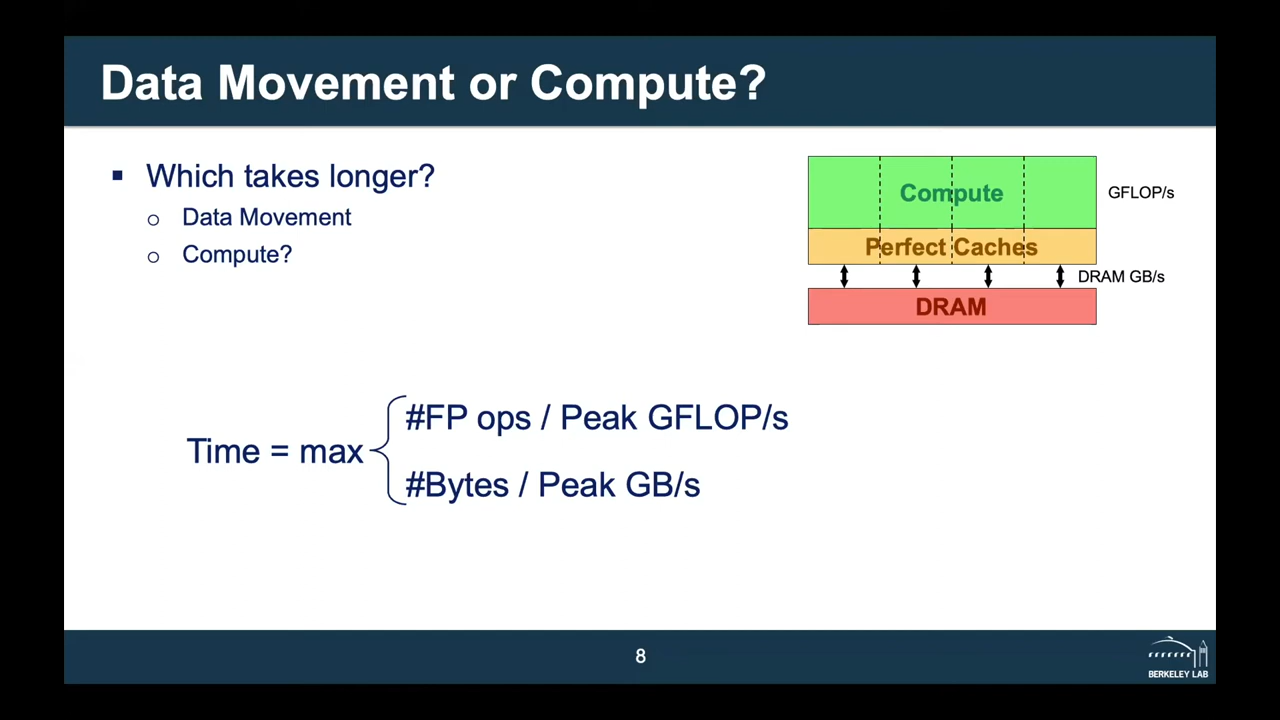 Data Movement or Compute?
▪ Which takes longer?
o Data Movement
o Compute?
Compute
GFLOP/s
Perfect Caches
DRAM GB/s
DRAM
Time = max
#FP ops / Peak GFLOP/s
#Bytes / Peak GB/s
8
BERKELEY LAB